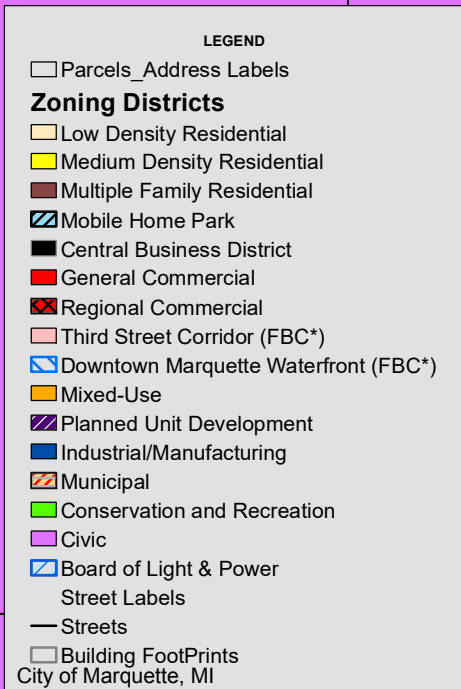 LEGEND
Parcels_Address Labels
Zoning Districts
Low Density Residential
Medium Density Residential
Multiple Family Residential
Mobile Home Park
Central Business District
General Commercial
Regional Commercial
Third Street Corridor (FBC*)
Downtown Marquette Waterfront (FBC*)
Mixed-Use
Planned Unit Development
Industrial/Manufacturing
Municipal
Conservation and Recreation
Civic
Board of Light & Power
Street Labels
Streets
Building FootPrints
City of Marquette, MI